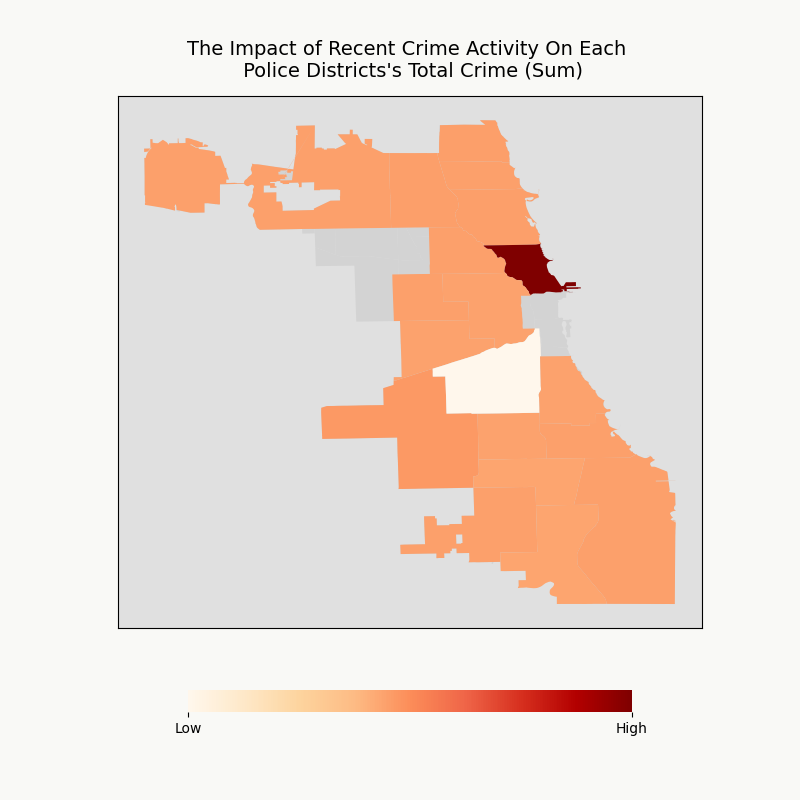 The Impact of Recent Crime Activity On Each
Police Districts's Total Crime (Sum)
Low
High